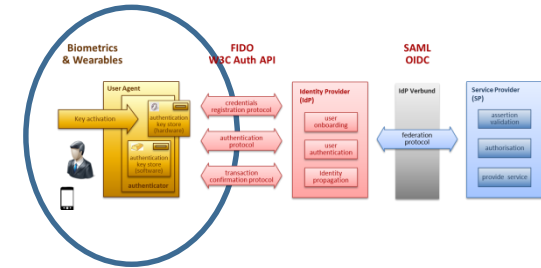 Biometrics
& Wearables
FIDO
W3C Auth API
SAML
OIDC
User Agent
Key activation
authentication
key store
(hardware)
authentication
key store
(software)
authenticator
credentials
registration protocol
authentication
protocol
transaction
confirmation protocol
Identity Provider
(IdP)
user
onboarding
user
authentication
Identity
propagation
IdP Verbund
federation
protocol
Service Provider
(SP)
assertion
validation
authorisation
provide service